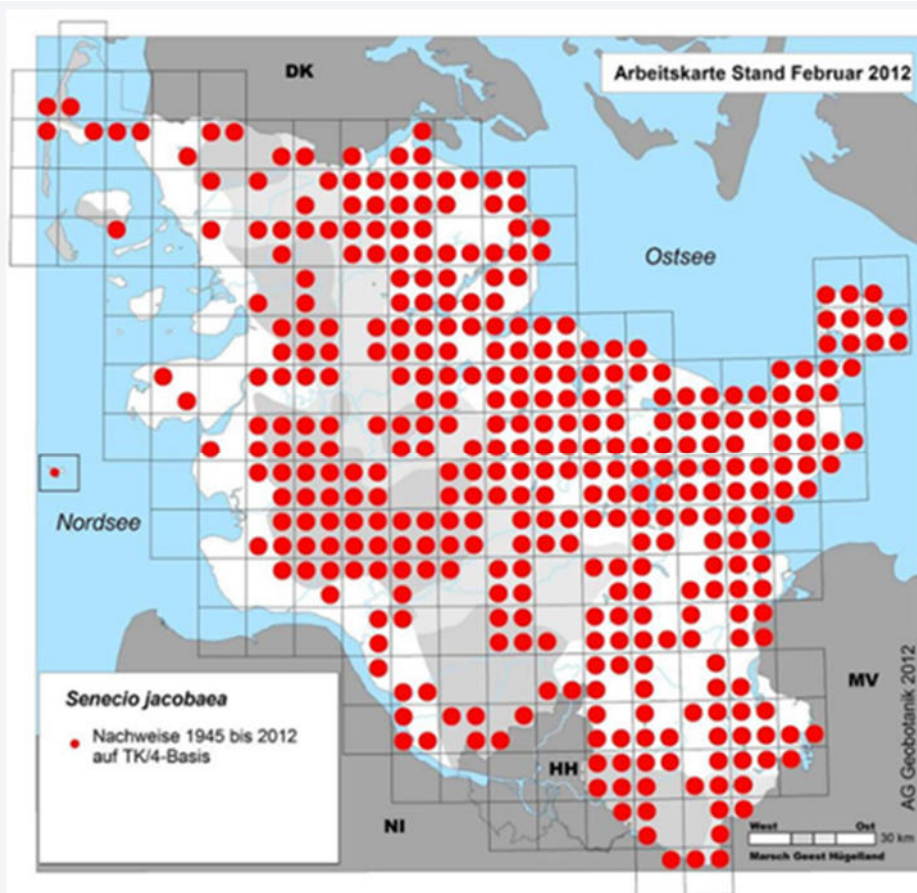 DK
Arbeitskarte Stand Februar 2012
Ostsee
Nordsee
Senecio jacobaea
Nachweise 1945 bis 2012
auf TK/4-Basis
MV
HH
NI
AG Geobotanik 2012
West Ost
30 km
Marsch Geest Hügelland